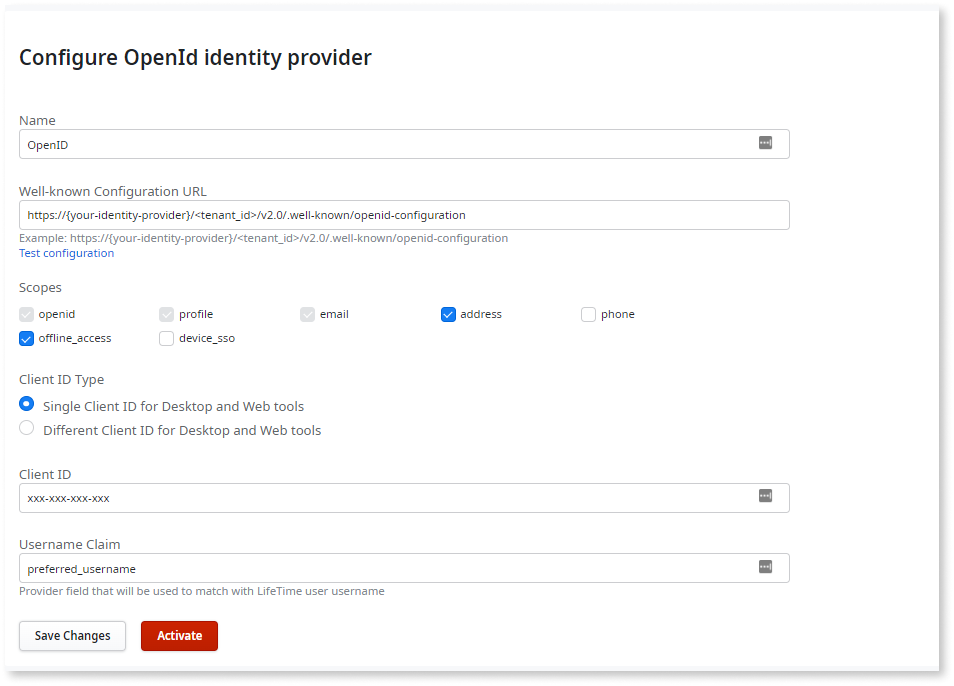 Configure OpenId identity provider
Name
OpenID
Well-known Configuration URL
https://{your-identity-provider}/<tenant_id>/v2.0/.well-known/openid-configuration
Example: https://{your-identity-provider}/<tenant_id>/v2.0/.well-known/openid-configuration
Test configuration
Scopes
openid profile email address phone
offline_access device_sso
Client ID Type
Single Client ID for Desktop and Web tools
Different Client ID for Desktop and Web tools
Client ID
xxx-xxx-xxx-xxx
Username Claim
preferred_username
Provider field that will be used to match with LifeTime user username
Save Changes Activate